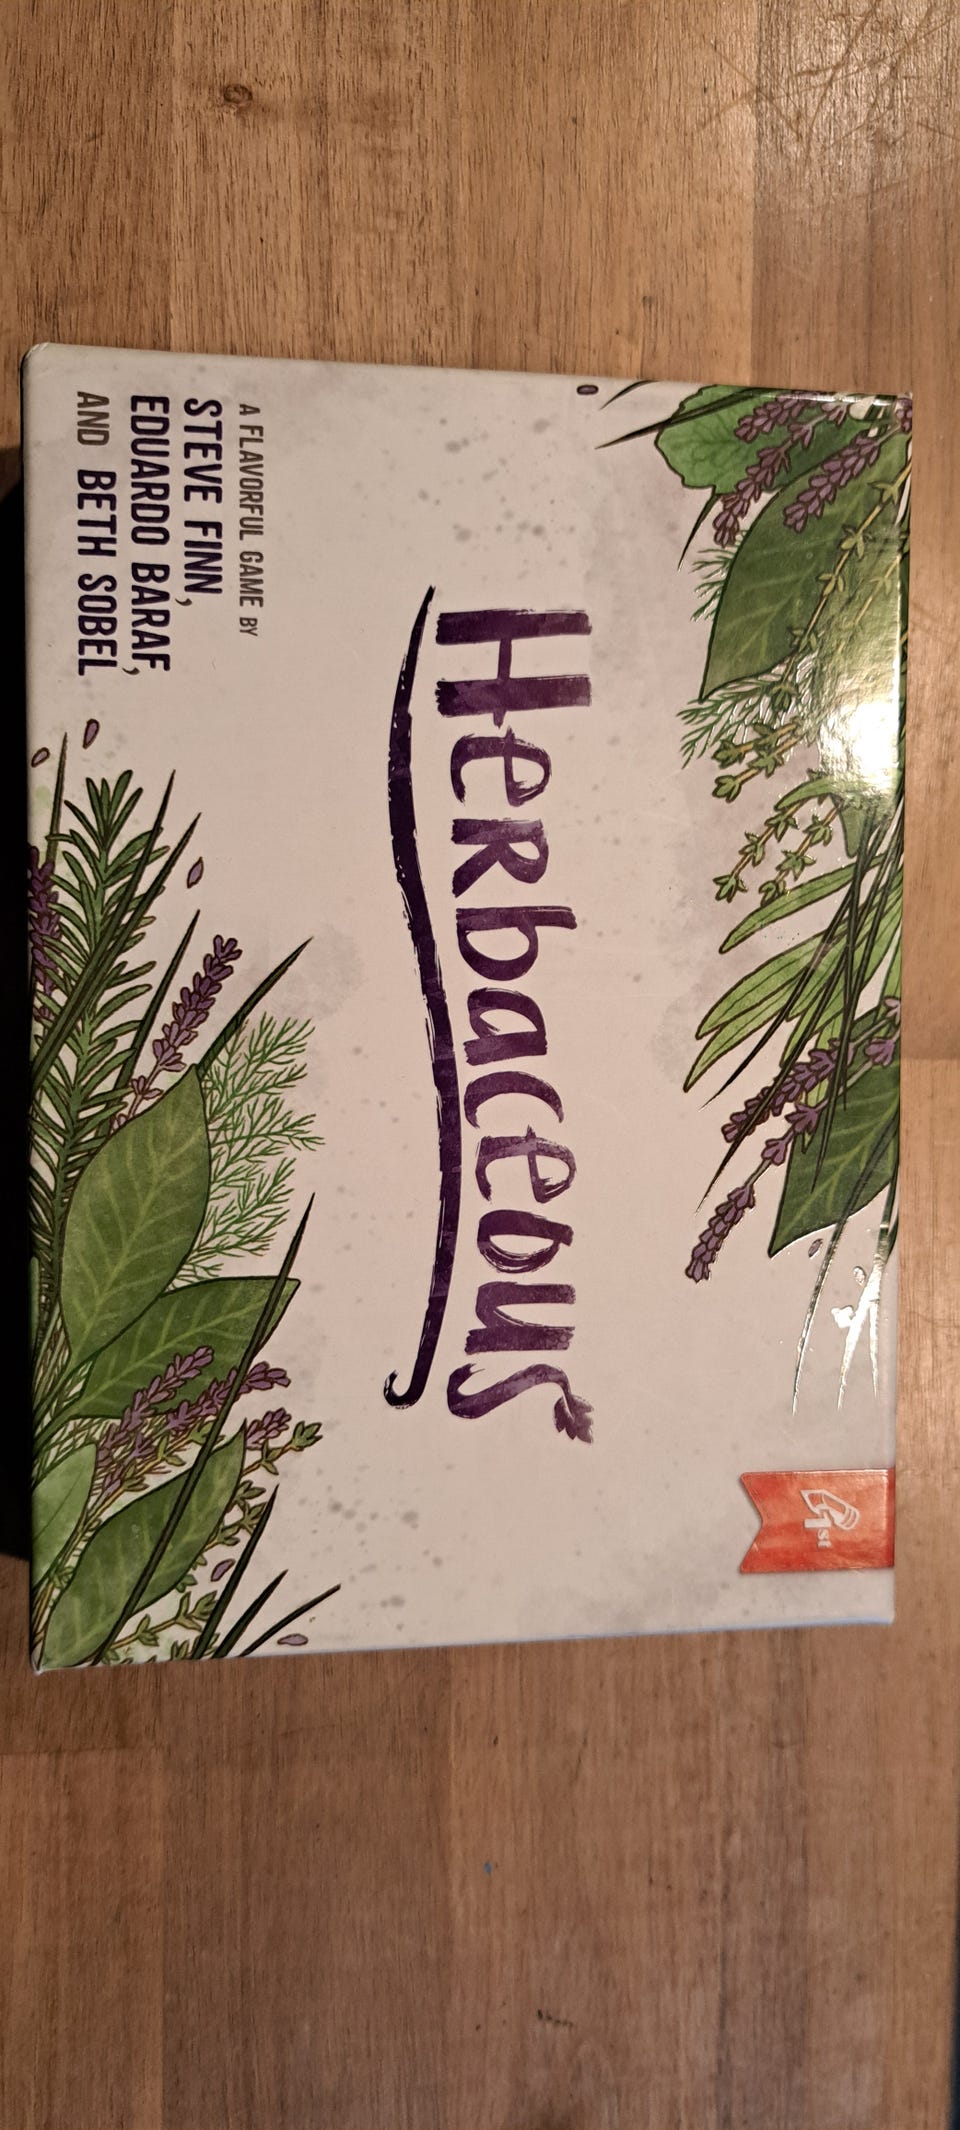 Herbaceous
A FLAVORFUL GAME BY
STEVE FINN,
EDUARDO BARAF,
AND BETH SOBEL